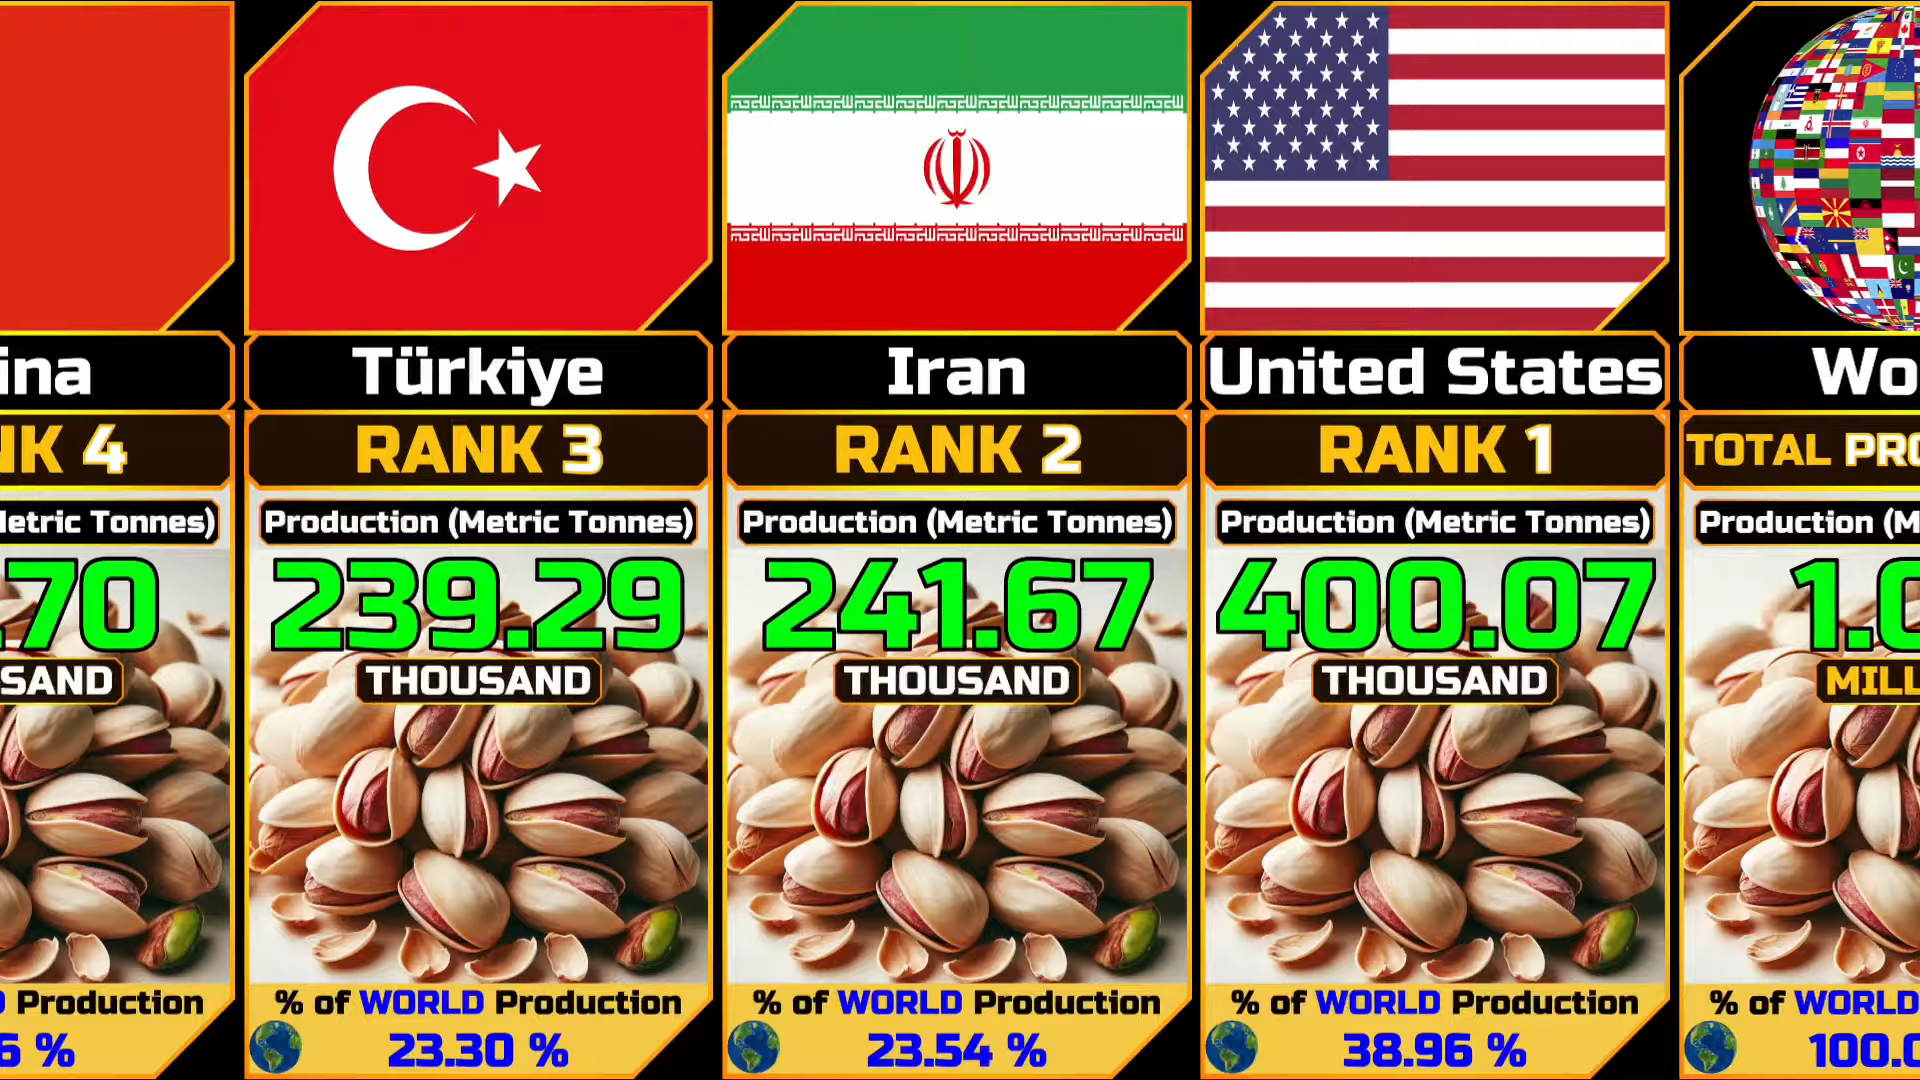 ina
NK 4
Metric Tonnes)
.70
SAND
Production
6 %
Türkiye
RANK 3
Production (Metric Tonnes)
239.29
THOUSAND
% of WORLD Production
23.30 %
Iran
RANK 2
Production (Metric Tonnes)
241.67
THOUSAND
% of WORLD Production
23.54 %
United States
RANK 1
Production (Metric Tonnes)
400.07
THOUSAND
% of WORLD Production
38.96 %
Wo
TOTAL PRO
Production (M
1.0
MILL
% of WORLD
100.0